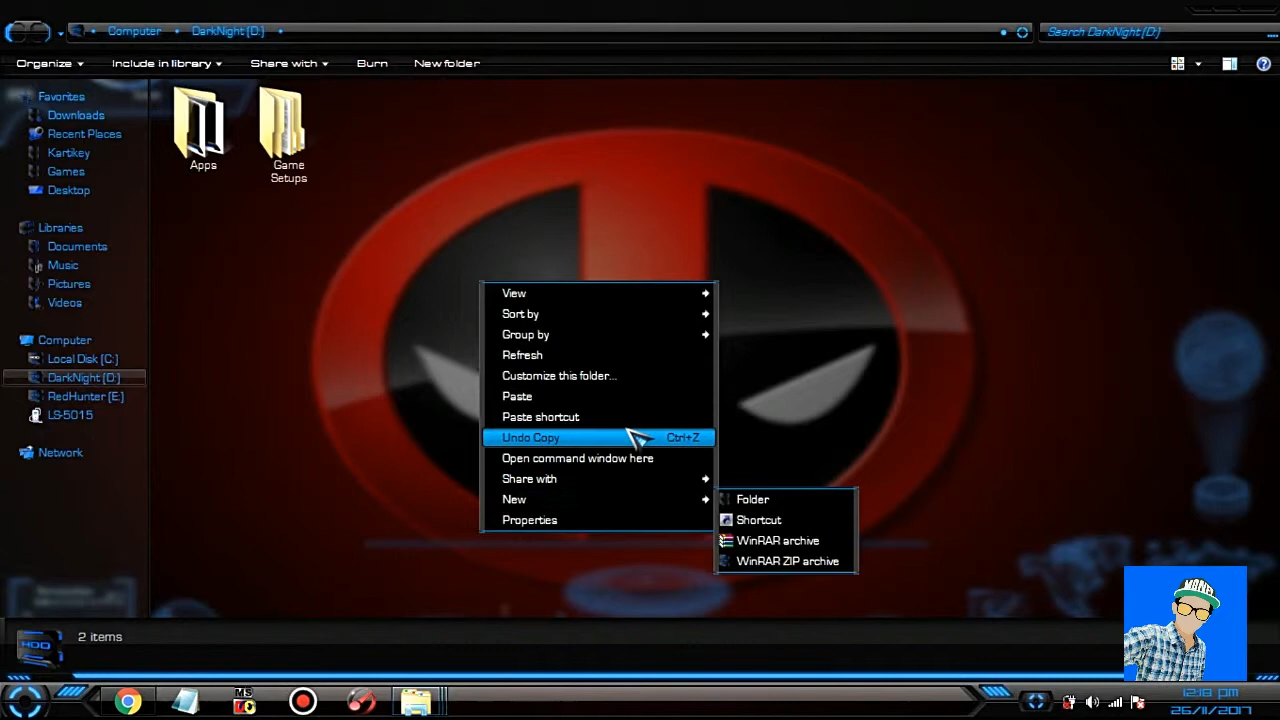 Computer
DarkNight (D:)
Search DarkNight (D:)
Organize
Include in library
Share with
Burn
New folder
Favorites
Downloads
Recent Places
Kartikey
Games
Desktop
Libraries
Documents
Music
Pictures
Videos
Computer
Local Disk (C:)
DarkNight (D:)
RedHunter (E:)
LS-5015
Network
Apps
Game
Setups
View
Sort by
Group by
Refresh
Customize this folder...
Paste
Paste shortcut
Undo Copy Ctrl+Z
Open command window here
Share with
New
Properties
Folder
Shortcut
WinRAR archive
WinRAR ZIP archive
HDD
2 items
MS
12:18 pm
26/11/2017